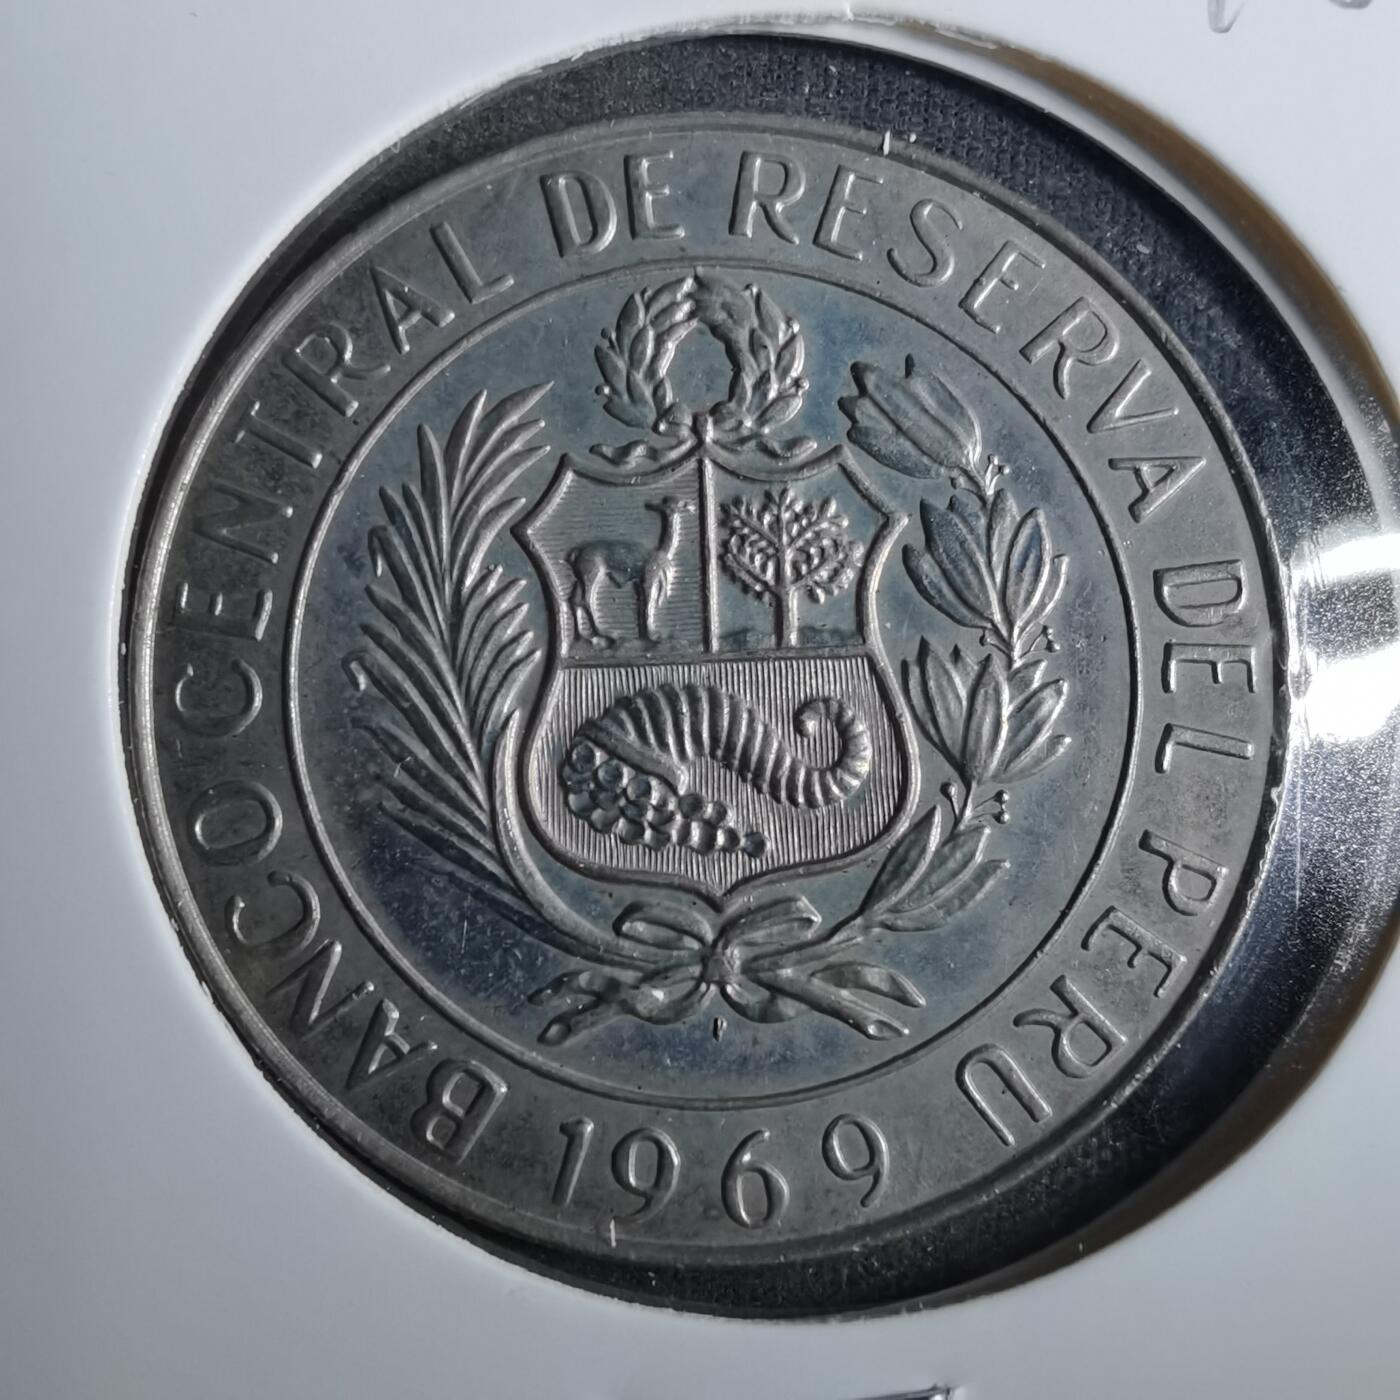 BANCO CENTRAL DE RESERVA DEL PERU
1969